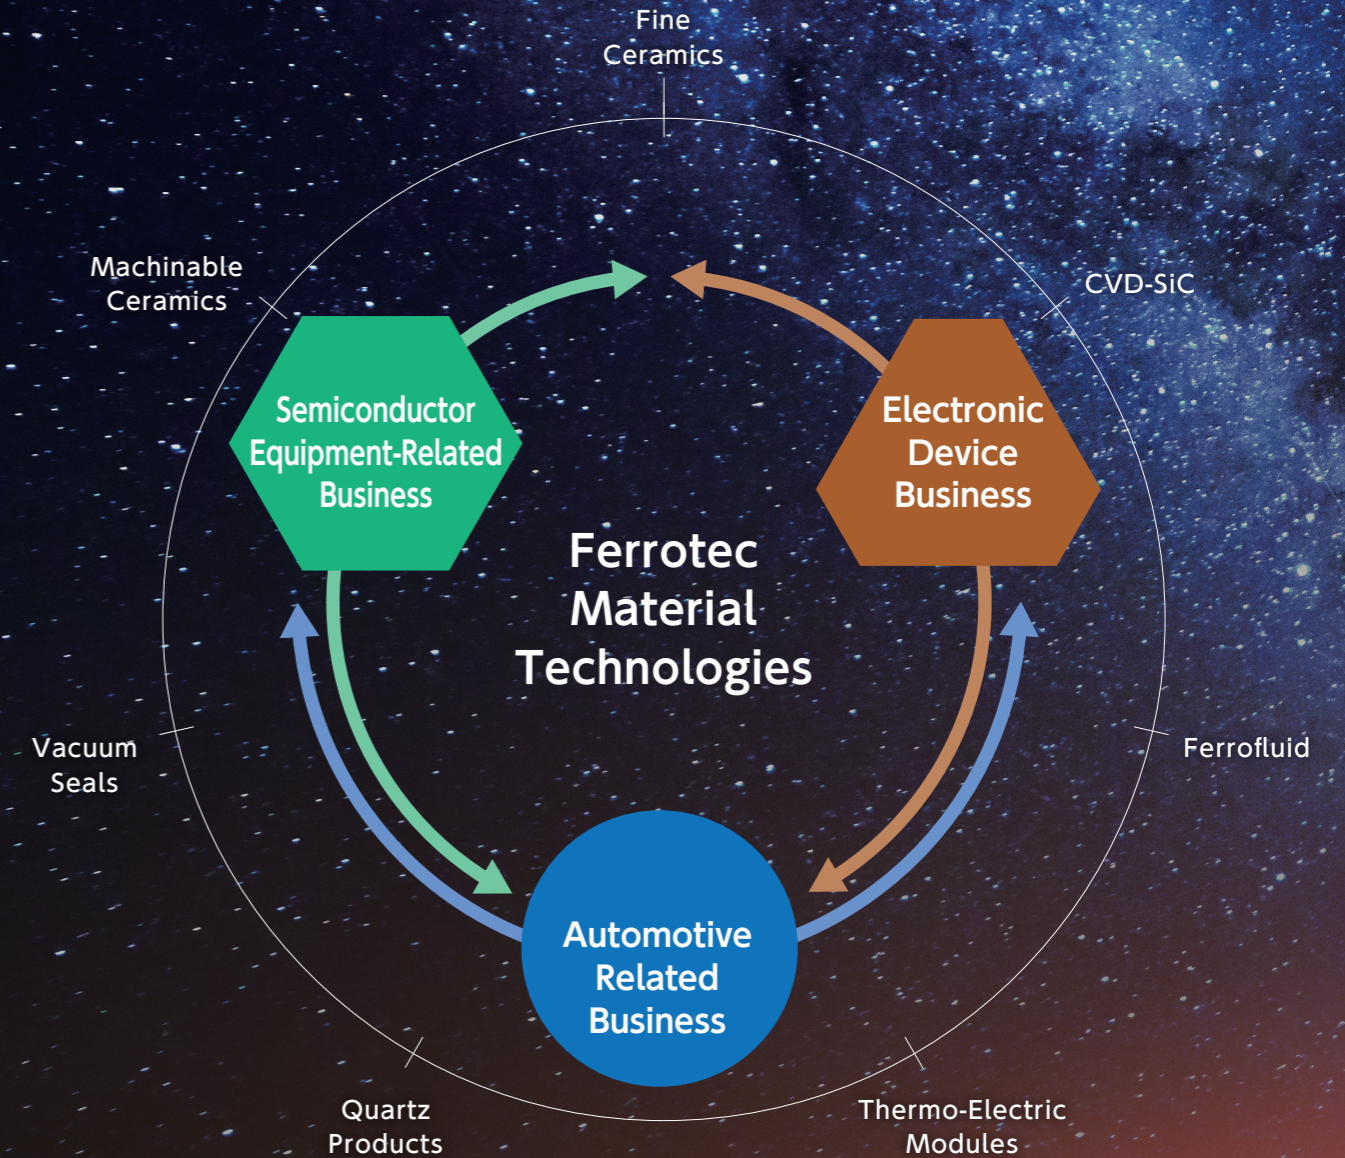 Fine
Ceramics
Machinable
Ceramics
CVD-SiC
Semiconductor
Equipment-Related
Business
Electronic
Device
Business
Ferrotec
Material
Technologies
Vacuum
Seals
Ferrofluid
Automotive
Related
Business
Quartz
Products
Thermo-Electric
Modules